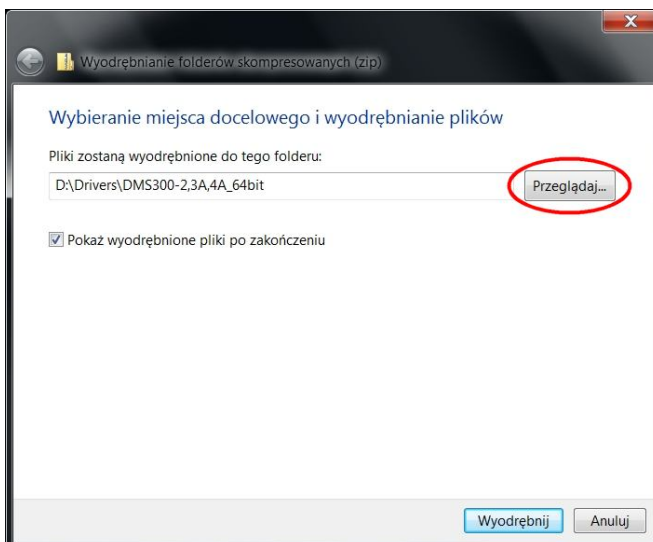 Wyodrębnianie folderów skompresowanych (zip)
Wybieranie miejsca docelowego i wyodrębnianie plików
Pliki zostaną wyodrębnione do tego folderu:
D:\Drivers\DMS300-2,3A,4A_64bit
Przeglądaj...
Pokaż wyodrębnione pliki po zakończeniu
Wyodrębnij
Anuluj